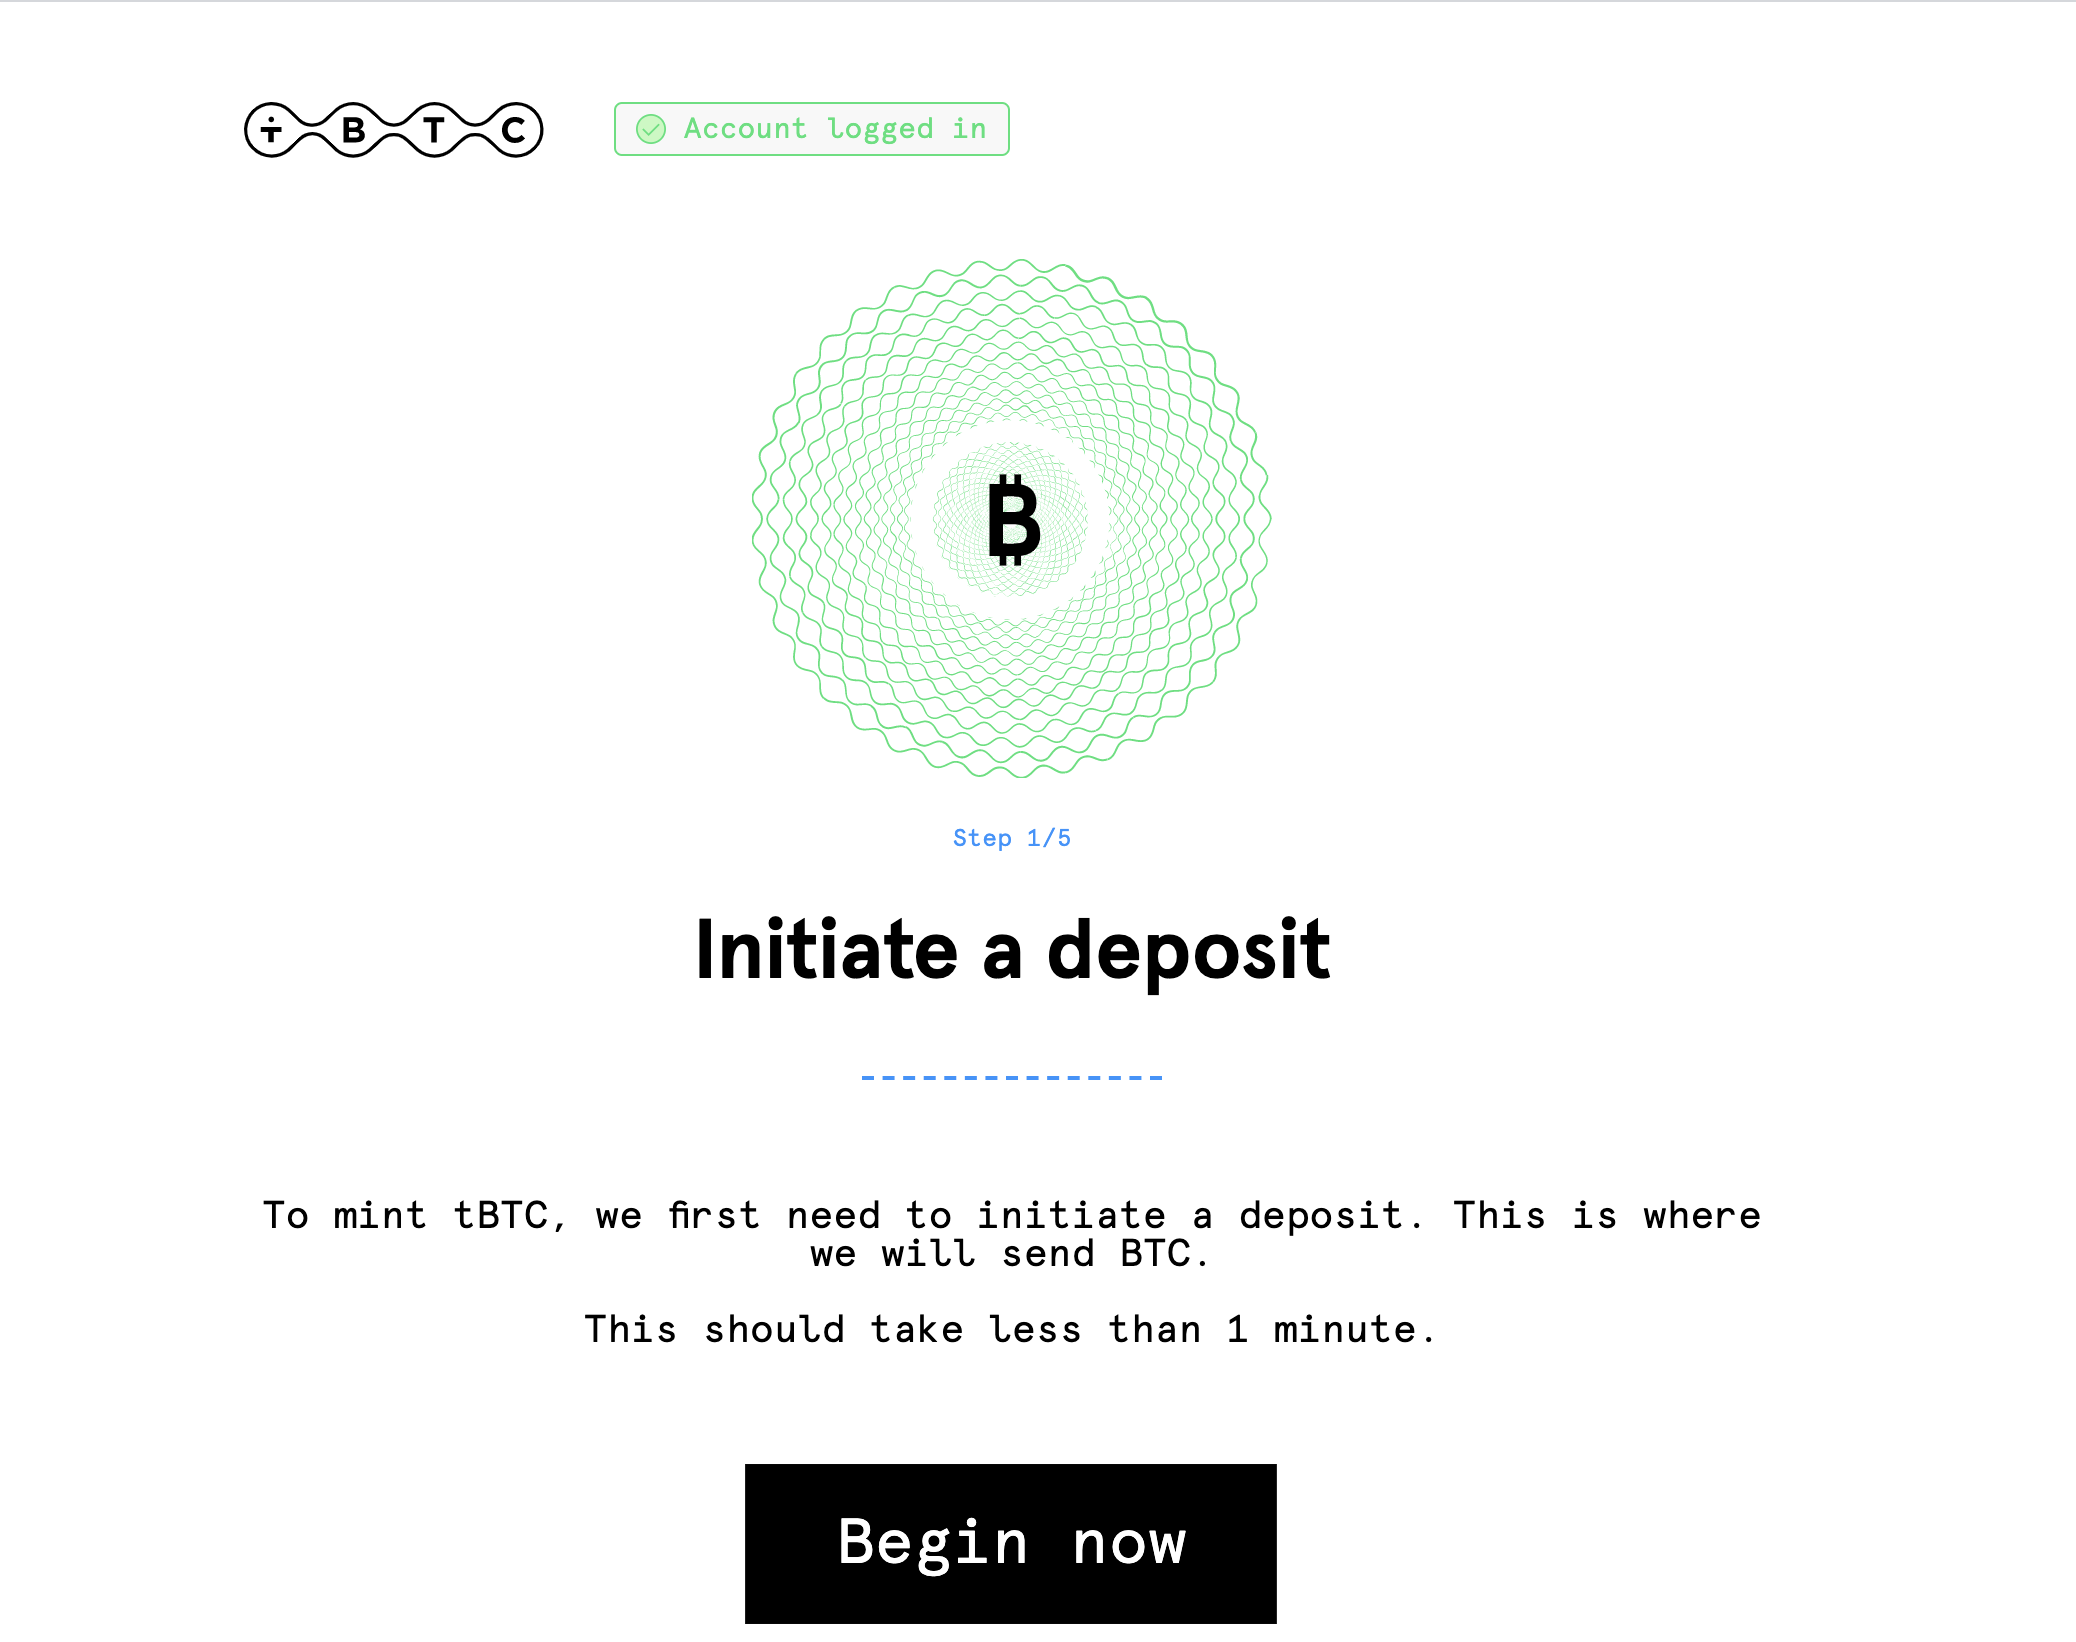 tBTC
Account logged in
₿
Step 1/5
Initiate a deposit
To mint tBTC, we first need to initiate a deposit. This is where
we will send BTC.
This should take less than 1 minute.
Begin now